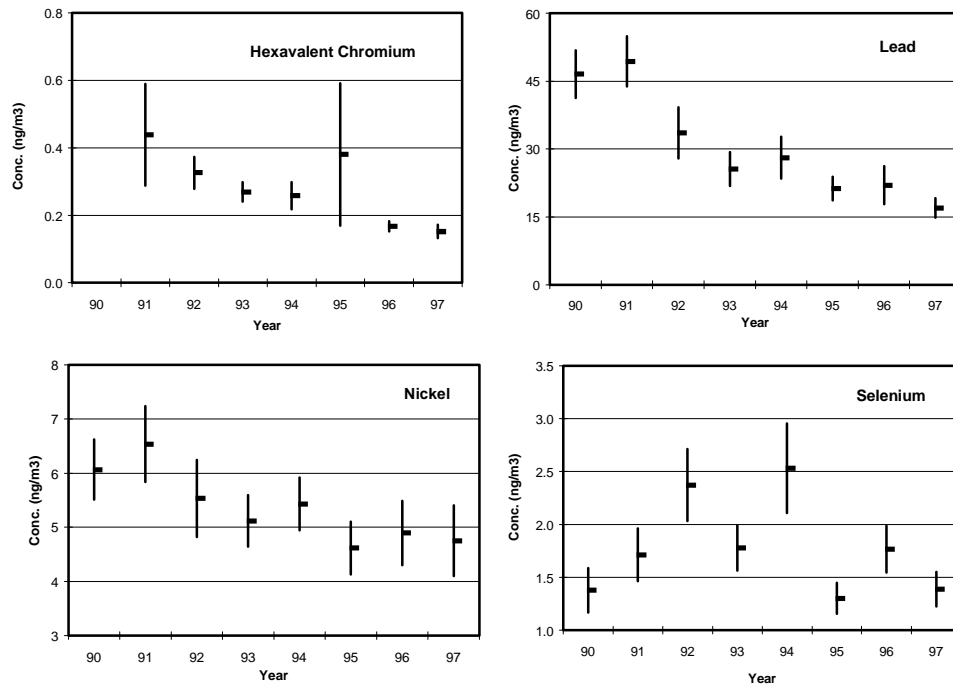 Hexavalent Chromium
Conc. (ng/m3)
0.8
0.6
0.4
0.2
0.0
90 91 92 93 94 95 96 97
Year
Lead
Conc. (ng/m3)
60
45
30
15
0
90 91 92 93 94 95 96 97
Year
Nickel
Conc. (ng/m3)
8
7
6
5
4
3
90 91 92 93 94 95 96 97
Year
Selenium
Conc. (ng/m3)
3.5
3.0
2.5
2.0
1.5
1.0
90 91 92 93 94 95 96 97
Year